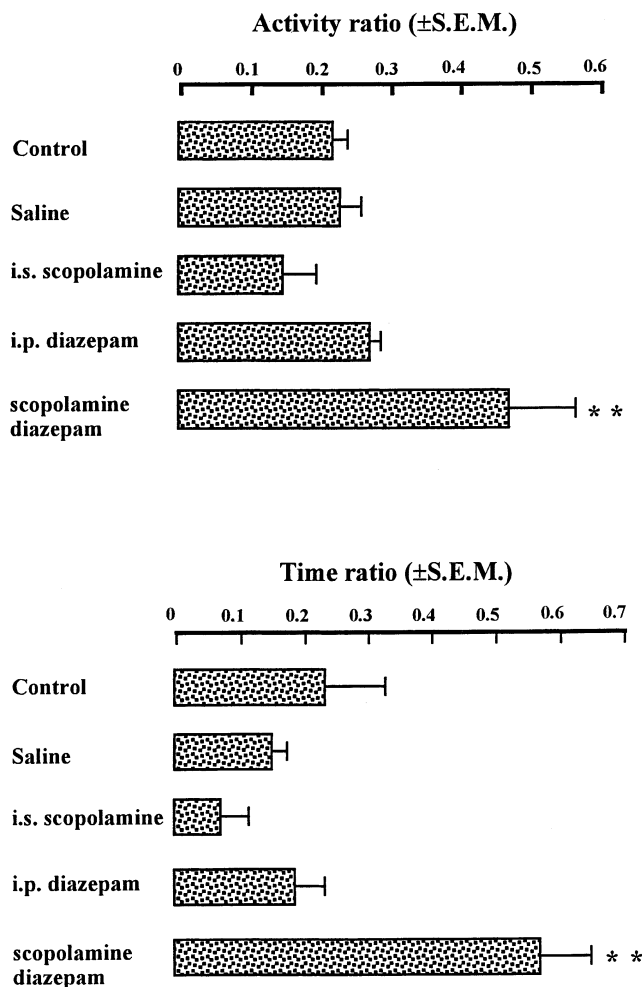 Activity ratio (±S.E.M.)
0 0.1 0.2 0.3 0.4 0.5 0.6
Control
Saline
i.s. scopolamine
i.p. diazepam
scopolamine
diazepam
* *
Time ratio (±S.E.M.)
0 0.1 0.2 0.3 0.4 0.5 0.6 0.7
Control
Saline
i.s. scopolamine
i.p. diazepam
scopolamine
diazepam
* *